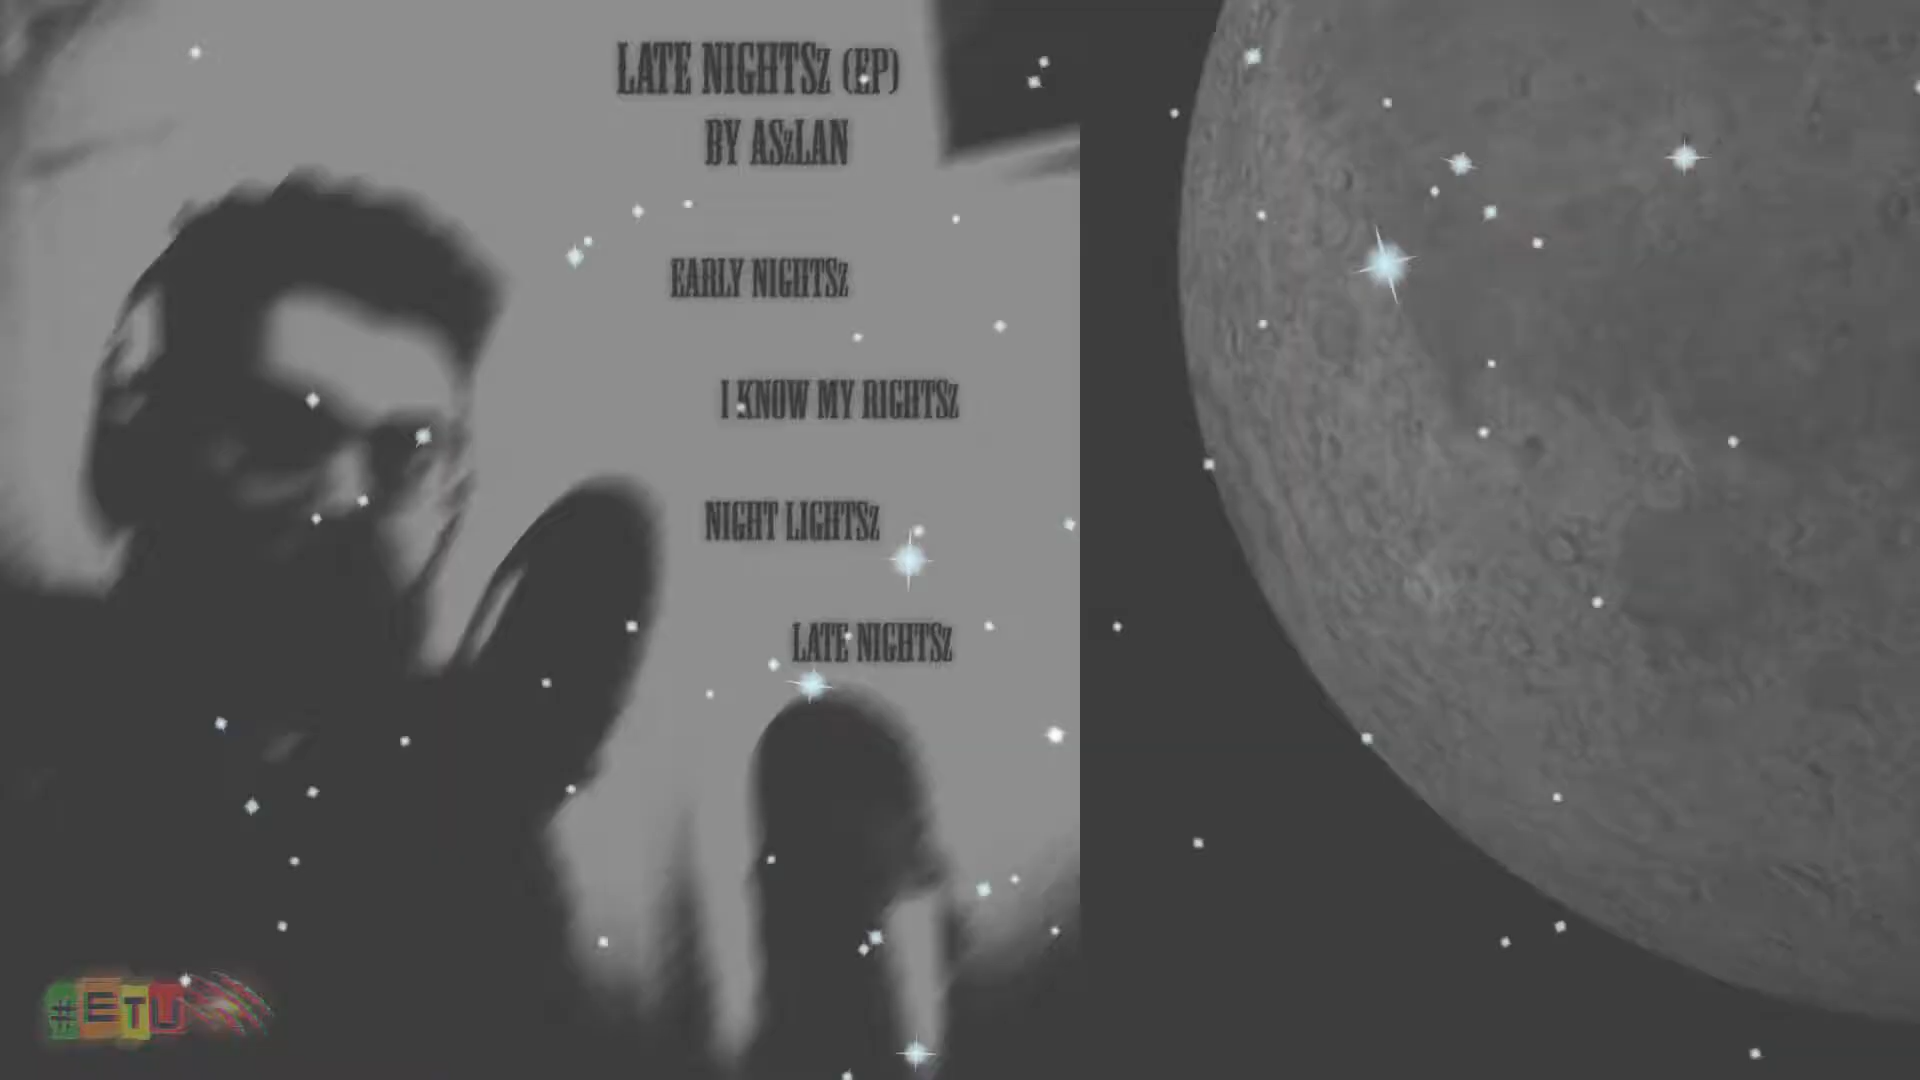 LATE NIGHTSz (EP)
BY ASzLAN
EARLY NIGHTSz
I KNOW MY RIGHTSz
NIGHT LIGHTSz
LATE NIGHTSz
#ETU